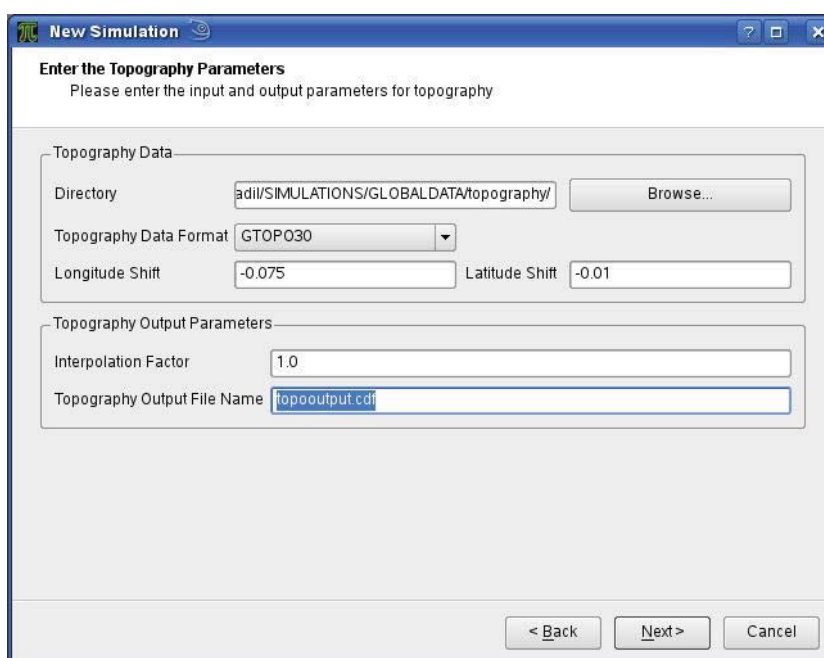 New Simulation
Enter the Topography Parameters
Please enter the input and output parameters for topography
Topography Data
Directory adil/SIMULATIONS/GLOBALDATA/topography/ Browse...
Topography Data Format GTOPO30
Longitude Shift -0.075 Latitude Shift -0.01
Topography Output Parameters
Interpolation Factor 1.0
Topography Output File Name topooutput.cdf
< Back Next > Cancel